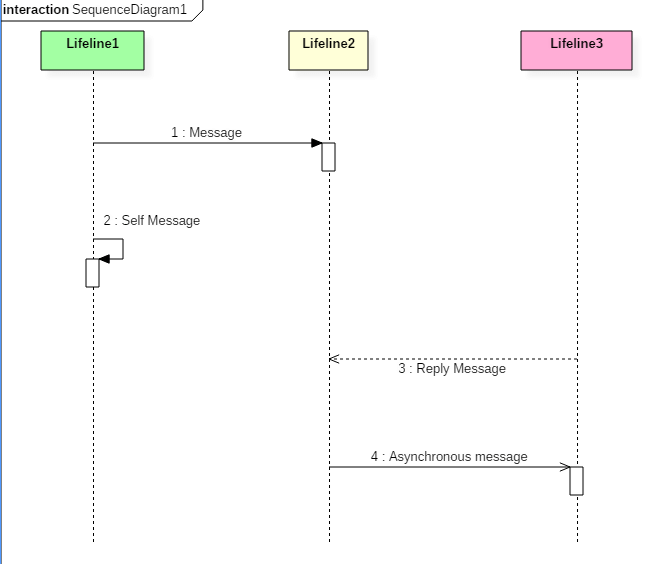 interaction SequenceDiagram1
Lifeline1
Lifeline2
Lifeline3
1 : Message
2 : Self Message
3 : Reply Message
4 : Asynchronous message